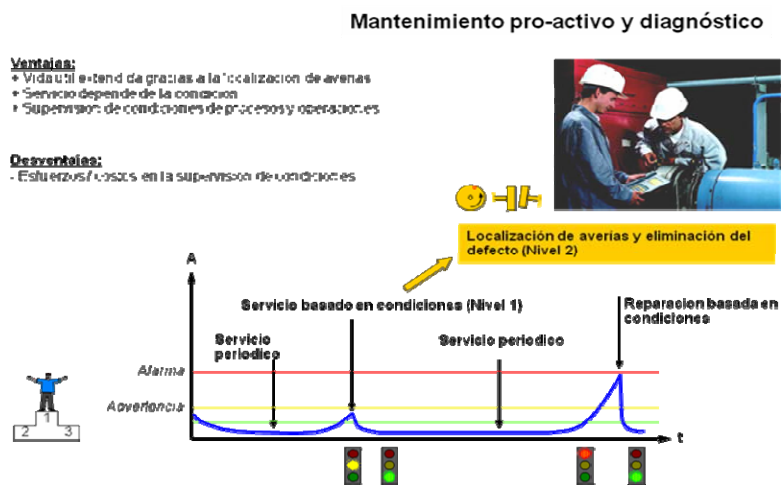 Mantenimiento pro-activo y diagnóstico
Ventajas:
+ Vida util extendida gracias a la localizacion de averias
+ Servicio depende de la condicion
+ Supervision de condiciones de procesos y operaciones
Desventajas:
- Esfuerzos / costos en la supervision de condiciones
Localización de averías y eliminación del
defecto (Nivel 2)
A
Servicio basado en condiciones (Nivel 1)
Reparacion basada en
condiciones
Servicio
periodico
Servicio periodico
Alarma
Advertencia
t
1
2
3